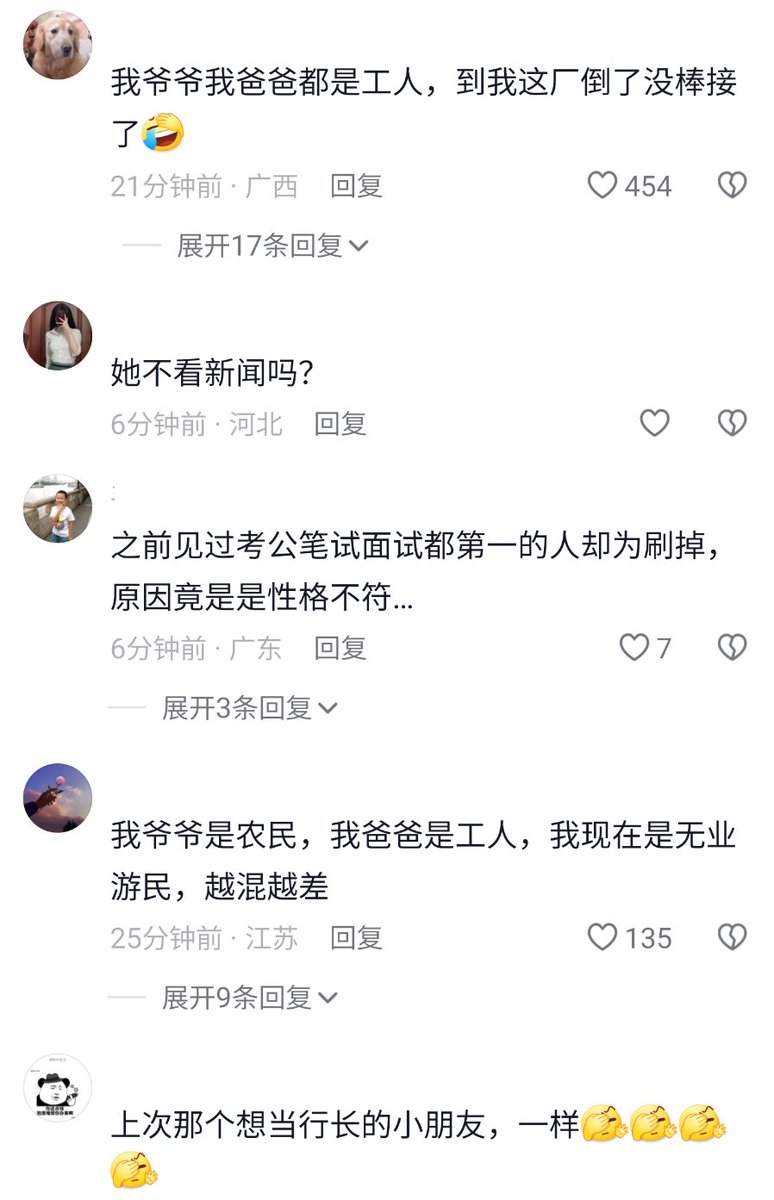 我爷爷我爸爸都是工人，到我这厂倒了没棒接
了🤣
21分钟前 · 广西 回复 454
展开17条回复
她不看新闻吗？
6分钟前 · 河北 回复
:
之前见过考公笔试面试都第一的人却为刷掉，
原因竟是是性格不符...
6分钟前 · 广东 回复 7
展开3条回复
我爷爷是农民，我爸爸是工人，我现在是无业
游民，越混越差
25分钟前 · 江苏 回复 135
展开9条回复
上次那个想当行长的小朋友，一样